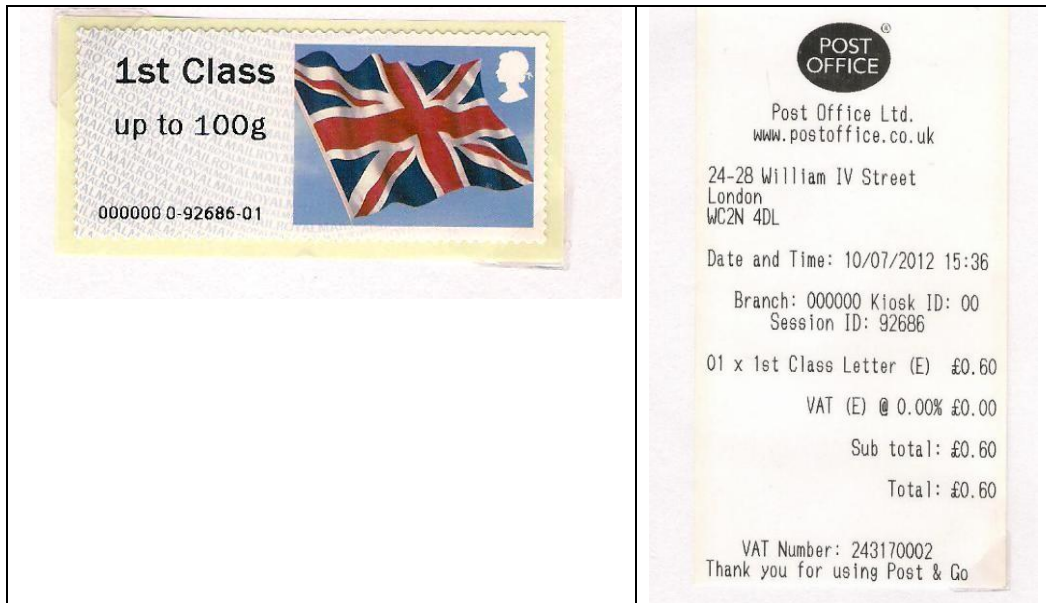 1st Class
up to 100g
000000 0-92686-01
POST
OFFICE
®
Post Office Ltd.
www.postoffice.co.uk
24-28 William IV Street
London
WC2N 4DL
Date and Time: 10/07/2012 15:36
Branch: 000000 Kiosk ID: 00
Session ID: 92686
01 x 1st Class Letter (E) £0.60
VAT (E) @ 0.00% £0.00
Sub total: £0.60
Total: £0.60
VAT Number: 243170002
Thank you for using Post & Go